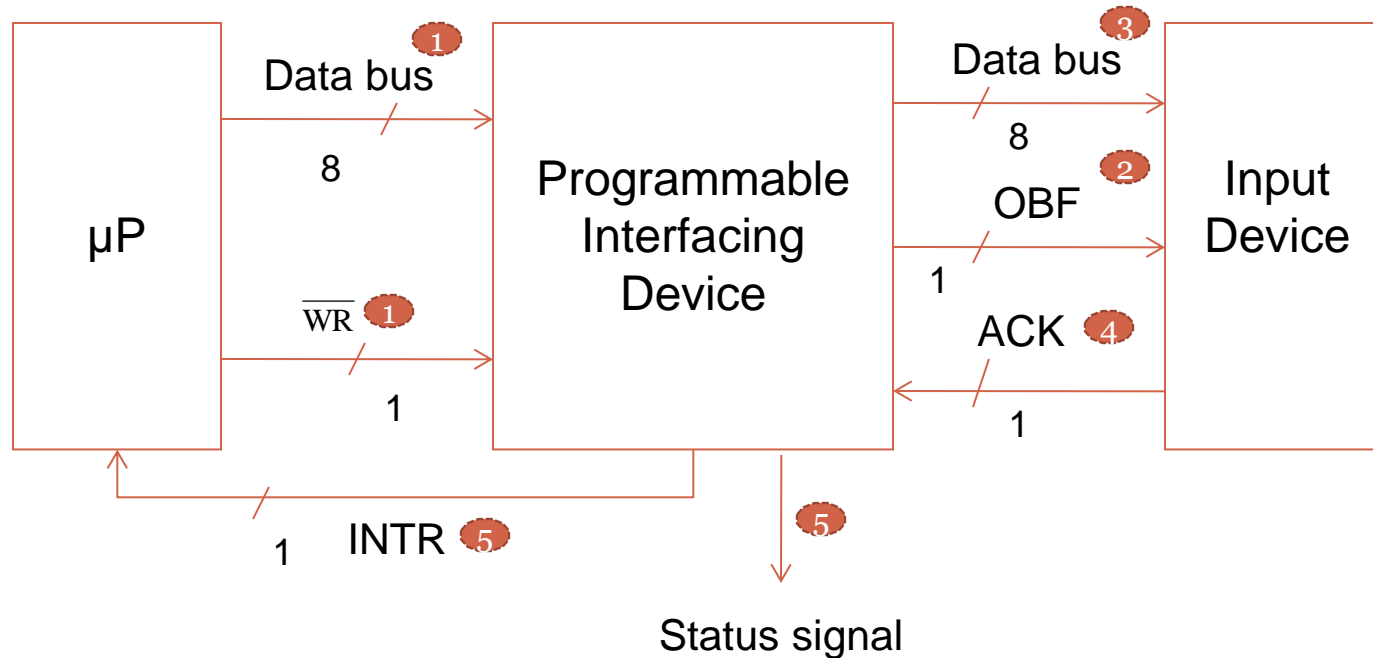 1
Data bus
8
µP
W̅R̅ 1
1
Programmable
Interfacing
Device
3
Data bus
8
2
OBF
1
ACK 4
1
Input
Device
1
INTR 5
5
Status signal